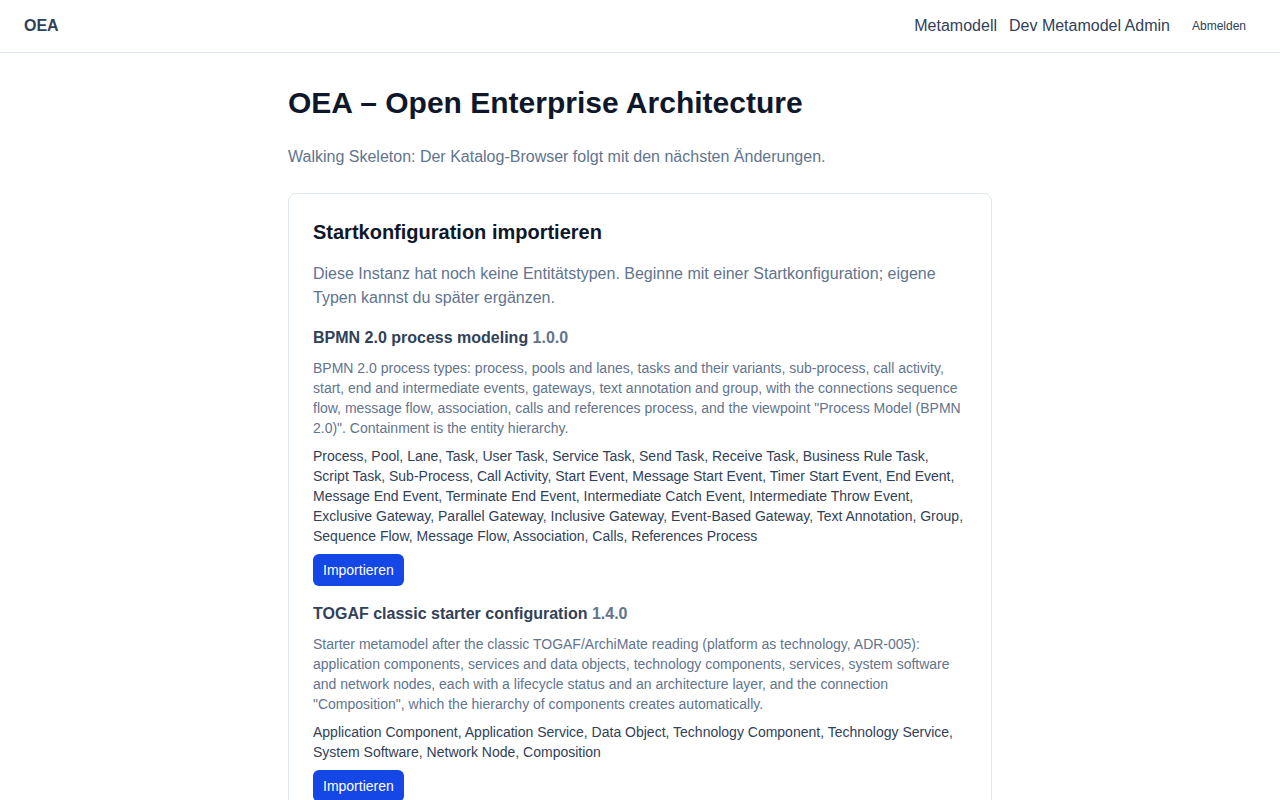 OEA
Metamodell Dev Metamodel Admin Abmelden
OEA – Open Enterprise Architecture
Walking Skeleton: Der Katalog-Browser folgt mit den nächsten Änderungen.
Startkonfiguration importieren
Diese Instanz hat noch keine Entitätstypen. Beginne mit einer Startkonfiguration; eigene
Typen kannst du später ergänzen.
BPMN 2.0 process modeling 1.0.0
BPMN 2.0 process types: process, pools and lanes, tasks and their variants, sub-process, call activity,
start, end and intermediate events, gateways, text annotation and group, with the connections sequence
flow, message flow, association, calls and references process, and the viewpoint "Process Model (BPMN
2.0)". Containment is the entity hierarchy.
Process, Pool, Lane, Task, User Task, Service Task, Send Task, Receive Task, Business Rule Task,
Script Task, Sub-Process, Call Activity, Start Event, Message Start Event, Timer Start Event, End Event,
Message End Event, Terminate End Event, Intermediate Catch Event, Intermediate Throw Event,
Exclusive Gateway, Parallel Gateway, Inclusive Gateway, Event-Based Gateway, Text Annotation, Group,
Sequence Flow, Message Flow, Association, Calls, References Process
Importieren
TOGAF classic starter configuration 1.4.0
Starter metamodel after the classic TOGAF/ArchiMate reading (platform as technology, ADR-005):
application components, services and data objects, technology components, services, system software
and network nodes, each with a lifecycle status and an architecture layer, and the connection
"Composition", which the hierarchy of components creates automatically.
Application Component, Application Service, Data Object, Technology Component, Technology Service,
System Software, Network Node, Composition
Importieren